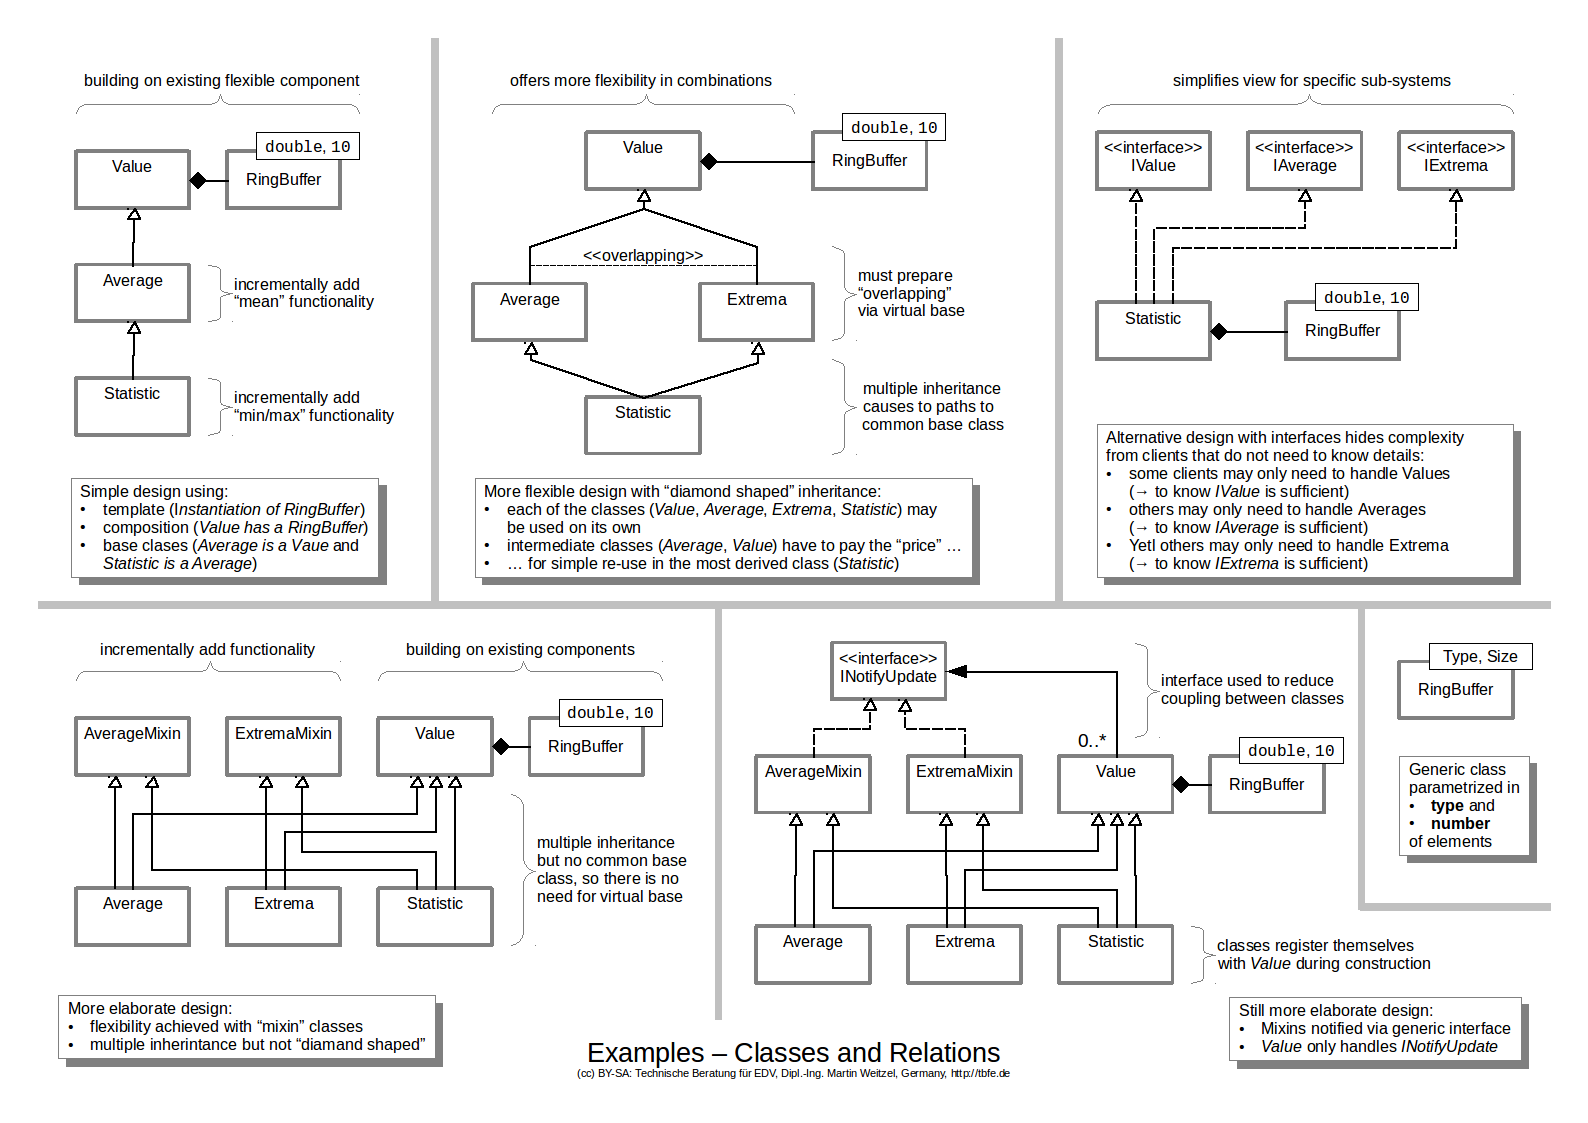 building on existing flexible component
double, 10
Value
RingBuffer
Average
incrementally add
“mean” functionality
Statistic
incrementally add
“min/max” functionality
Simple design using:
• template (Instantiation of RingBuffer)
• composition (Value has a RingBuffer)
• base clases (Average is a Vaue and
Statistic is a Average)
offers more flexibility in combinations
double, 10
Value
RingBuffer
<<overlapping>>
Average
Extrema
must prepare
“overlapping”
via virtual base
Statistic
multiple inheritance
causes to paths to
common base class
More flexible design with “diamond shaped” inheritance:
• each of the classes (Value, Average, Extrema, Statistic) may
be used on its own
• intermediate classes (Average, Value) have to pay the “price” …
• … for simple re-use in the most derived class (Statistic)
simplifies view for specific sub-systems
<<interface>>
IValue
<<interface>>
IAverage
<<interface>>
IExtrema
double, 10
Statistic
RingBuffer
Alternative design with interfaces hides complexity
from clients that do not need to know details:
• some clients may only need to handle Values
(→ to know IValue is sufficient)
• others may only need to handle Averages
(→ to know IAverage is sufficient)
• Yetl others may only need to handle Extrema
(→ to know IExtrema is sufficient)
incrementally add functionality
building on existing components
double, 10
AverageMixin
ExtremaMixin
Value
RingBuffer
multiple inheritance
but no common base
class, so there is no
need for virtual base
Average
Extrema
Statistic
More elaborate design:
• flexibility achieved with “mixin” classes
• multiple inherintance but not “diamand shaped”
<<interface>>
INotifyUpdate
interface used to reduce
coupling between classes
0..*
double, 10
AverageMixin
ExtremaMixin
Value
RingBuffer
Average
Extrema
Statistic
classes register themselves
with Value during construction
Still more elaborate design:
• Mixins notified via generic interface
• Value only handles INotifyUpdate
Type, Size
RingBuffer
Generic class
parametrized in
• type and
• number
of elements
Examples – Classes and Relations
(cc) BY-SA: Technische Beratung für EDV, Dipl.-Ing. Martin Weitzel, Germany, http://tbfe.de